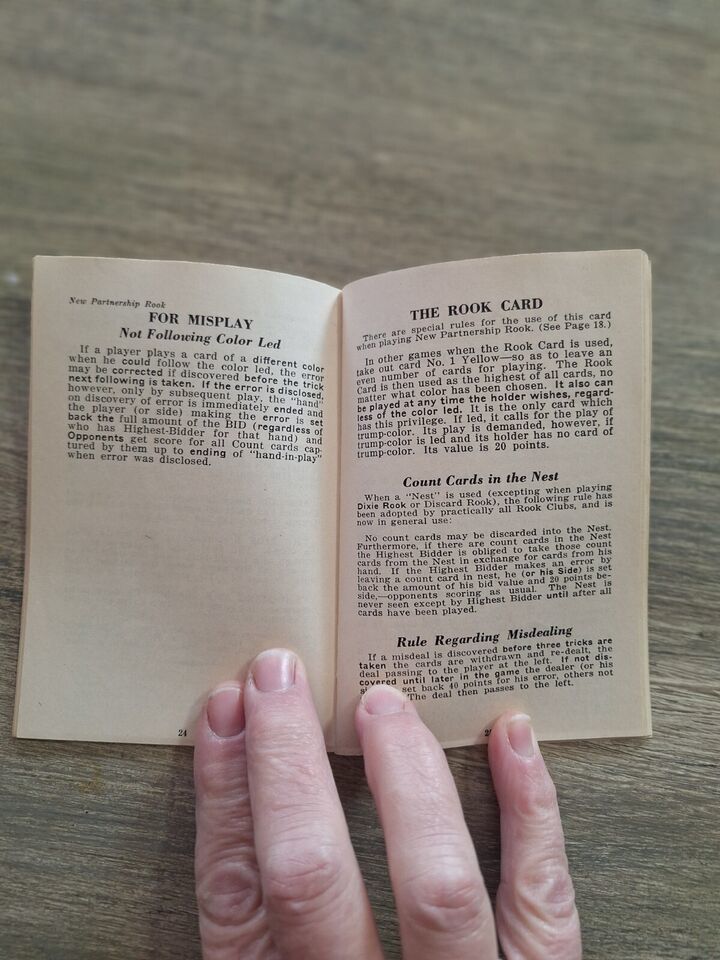 New Partnership Rook
FOR MISPLAY
Not Following Color Led
If a player plays a card of a different color
when he could follow the color led, the error
may be corrected if discovered before the trick
next following is taken. If the error is disclosed,
however, only by subsequent play, the "hand"
on discovery of error is immediately ended and
the player (or side) making the error is set
back the full amount of the BID (regardless of
who has Highest-Bidder for that hand) and
Opponents get score for all Count cards cap-
tured by them up to ending of "hand-in-play"
when error was disclosed.
24
THE ROOK CARD
There are special rules for the use of this card
when playing New Partnership Rook. (See Page 18.)
In other games when the Rook Card is used,
take out card No. 1 Yellow—so as to leave an
even number of cards for playing. The Rook
Card is then used as the highest of all cards, no
matter what color has been chosen. It also can
be played at any time the holder wishes, regard-
less of the color led. It is the only card which
has this privilege. If led, it calls for the play of
trump-color. Its play is demanded, however, if
trump-color is led and its holder has no card of
trump-color. Its value is 20 points.
Count Cards in the Nest
When a "Nest" is used (excepting when playing
Dixie Rook or Discard Rook), the following rule has
been adopted by practically all Rook Clubs, and is
now in general use:
No count cards may be discarded into the Nest.
Furthermore, if there are count cards in the Nest
the Highest Bidder is obliged to take those count
cards from the Nest in exchange for cards from his
hand. If the Highest Bidder makes an error by
leaving a count card in nest, he (or his Side) is set
back the amount of his bid value and 20 points be-
side,—opponents scoring as usual. The Nest is
never seen except by Highest Bidder until after all
cards have been played.
Rule Regarding Misdealing
If a misdeal is discovered before three tricks are
taken the cards are withdrawn and re-dealt, the
deal passing to the player at the left. If not dis-
covered until later in the game the dealer (or his
set back 40 points for his error, others not
The deal then passes to the left.